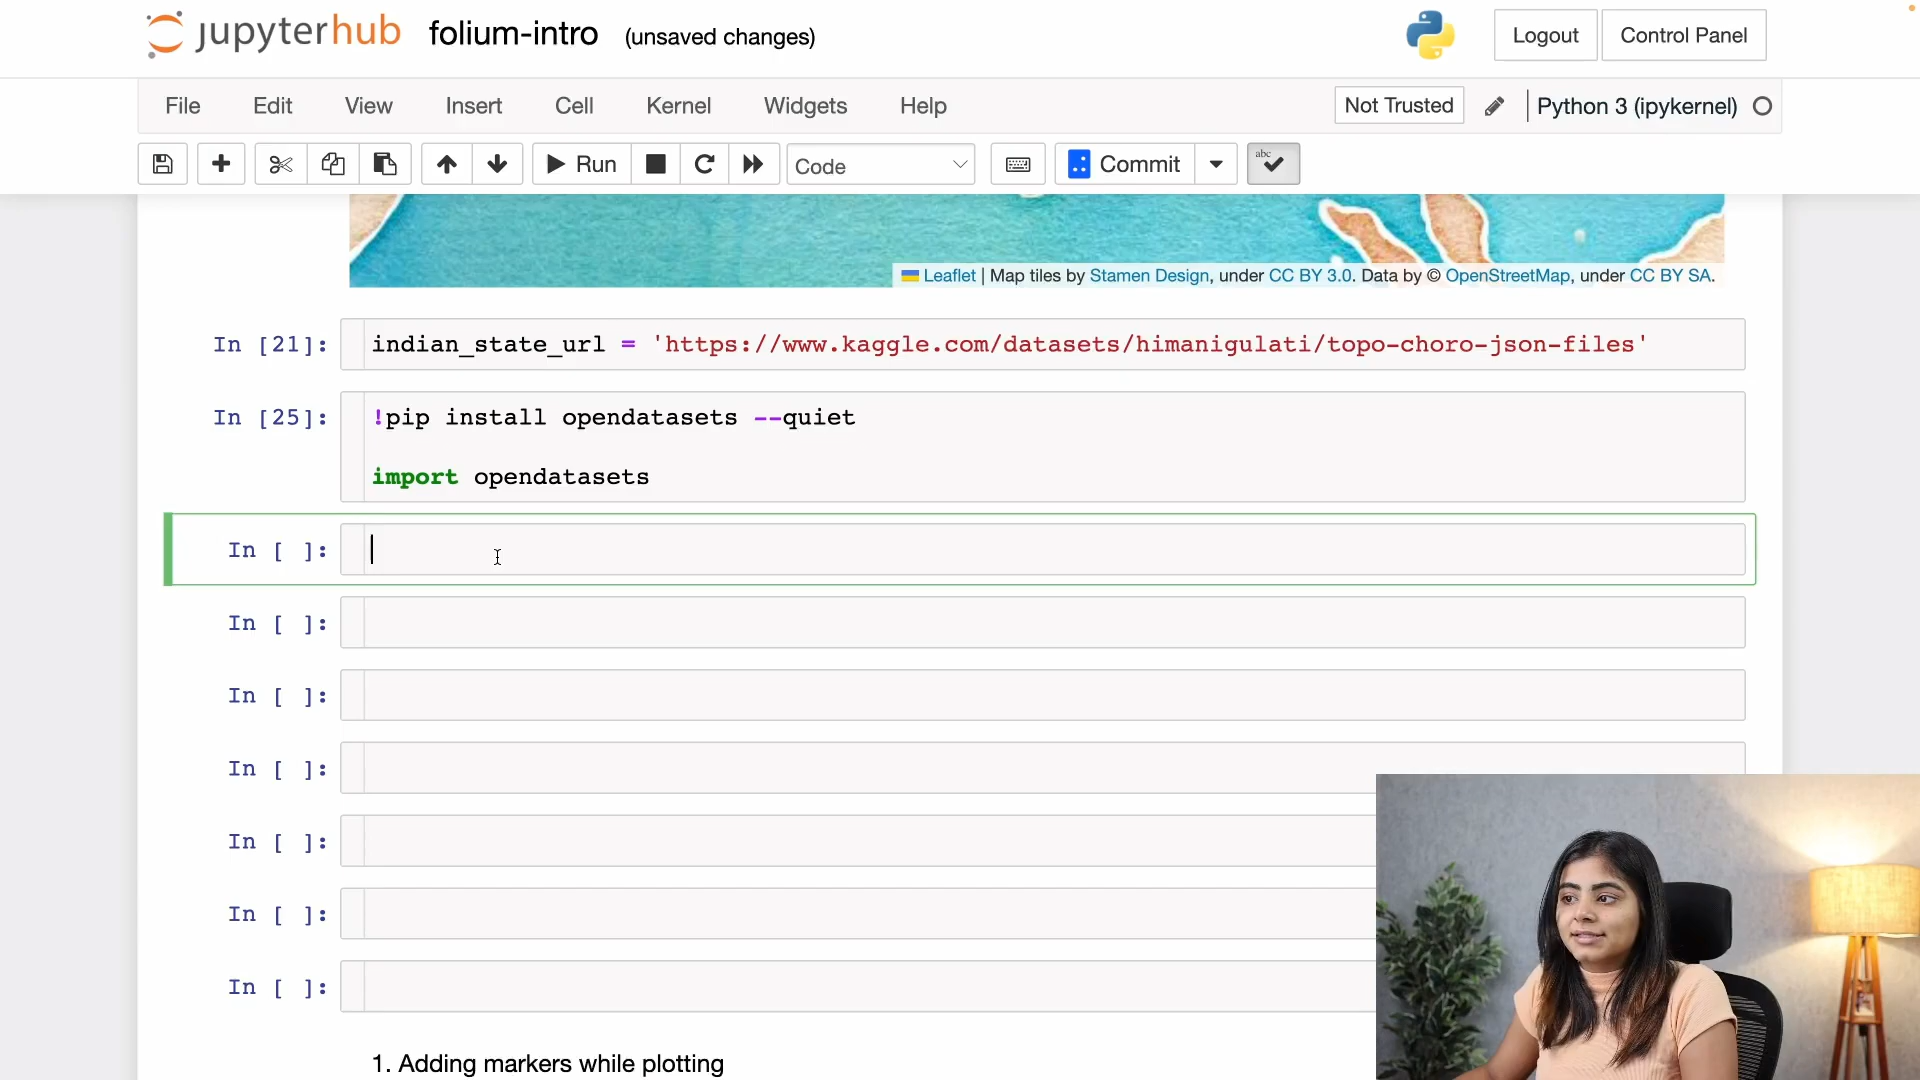 jupyterhub folium-intro (unsaved changes) Logout Control Panel
File Edit View Insert Cell Kernel Widgets Help Not Trusted Python 3 (ipykernel)
Run Code Commit abc
Leaflet | Map tiles by Stamen Design, under CC BY 3.0. Data by © OpenStreetMap, under CC BY SA.
In [21]: indian_state_url = 'https://www.kaggle.com/datasets/himanigulati/topo-choro-json-files'
In [25]: !pip install opendatasets --quiet
import opendatasets
In [ ]:
In [ ]:
In [ ]:
In [ ]:
In [ ]:
In [ ]:
In [ ]:
1. Adding markers while plotting